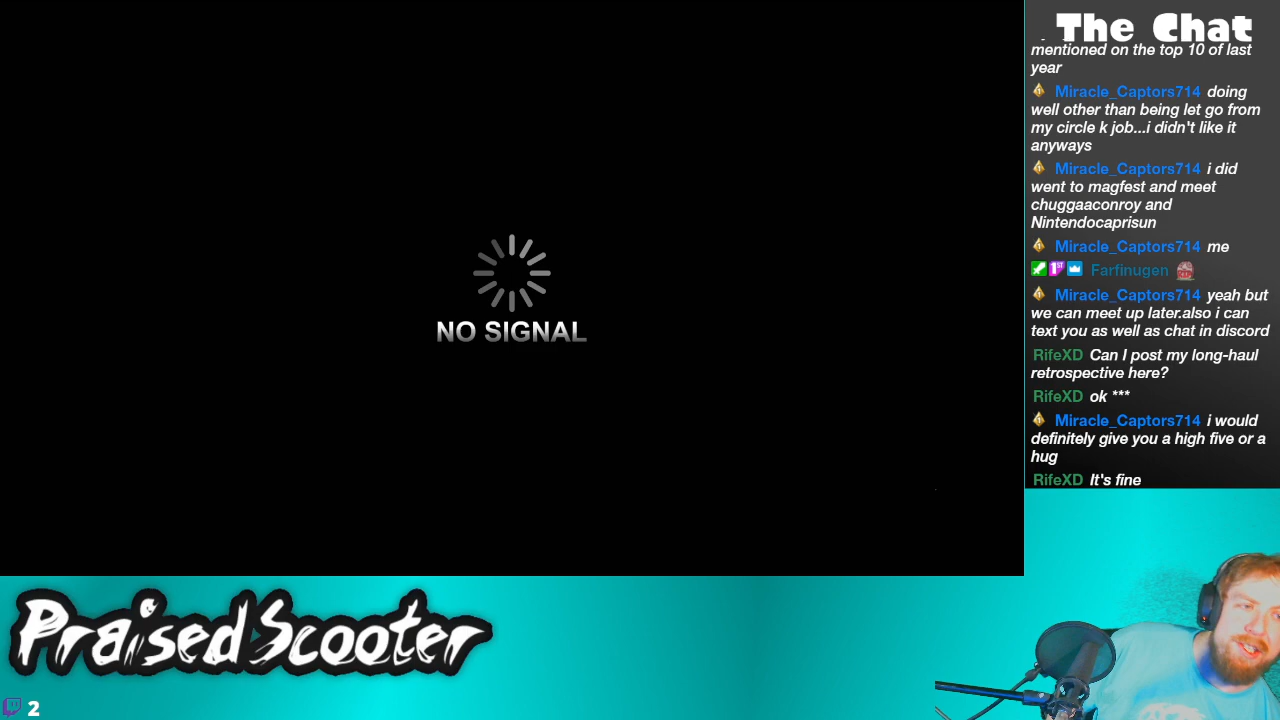 The Chat
mentioned on the top 10 of last
year
Miracle_Captors714 doing
well other than being let go from
my circle k job...i didn't like it
anyways
Miracle_Captors714 i did
went to magfest and meet
chuggaaconroy and
Nintendocaprisun
Miracle_Captors714 me
1ST Farfinugen
Miracle_Captors714 yeah but
we can meet up later.also i can
text you as well as chat in discord
RifeXD Can I post my long-haul
retrospective here?
RifeXD ok ***
Miracle_Captors714 i would
definitely give you a high five or a
hug
RifeXD It's fine
NO SIGNAL
PraisedScooter
2